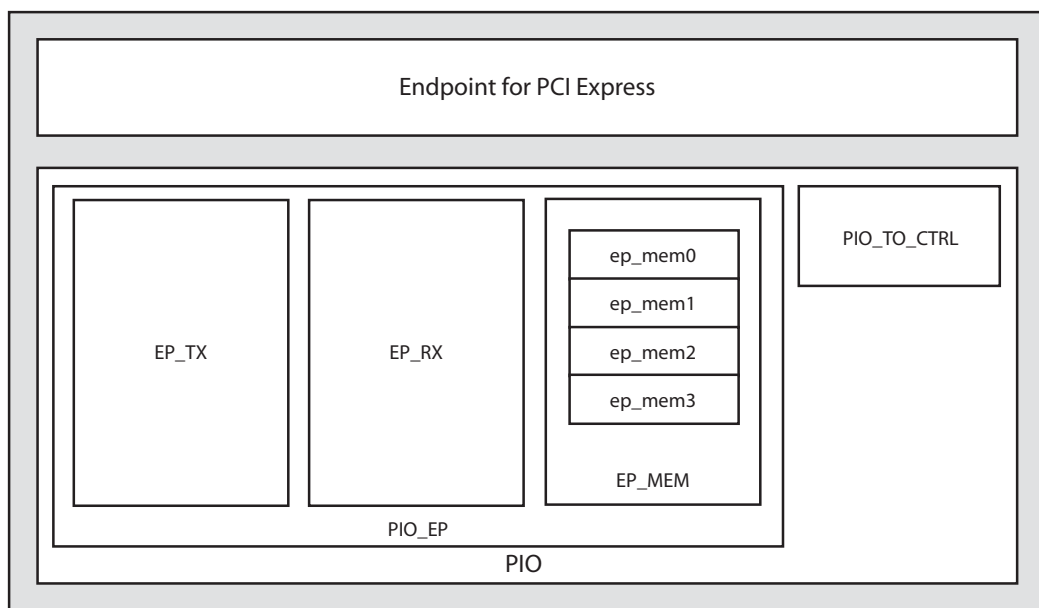 Endpoint for PCI Express
EP_TX
EP_RX
ep_mem0
ep_mem1
ep_mem2
ep_mem3
EP_MEM
PIO_TO_CTRL
PIO_EP
PIO